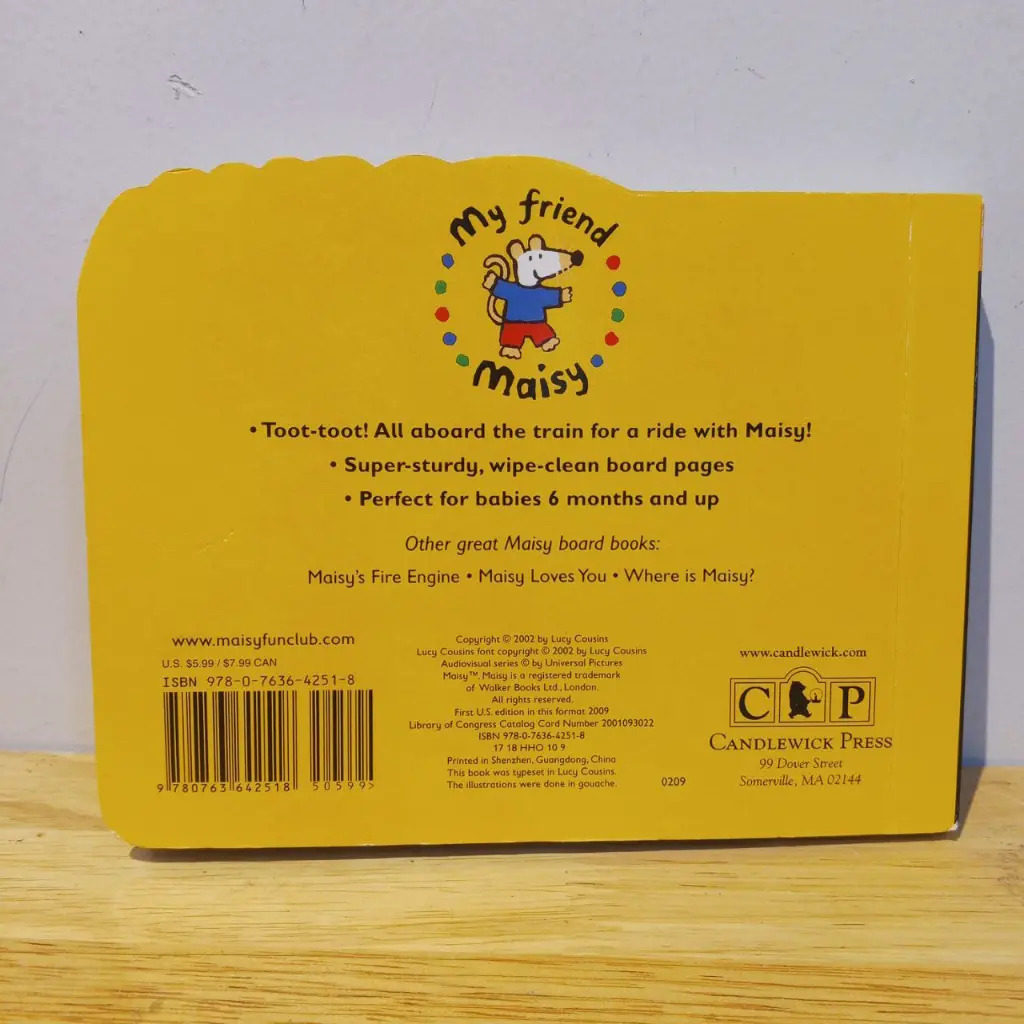 My friend
Maisy
• Toot-toot! All aboard the train for a ride with Maisy!
• Super-sturdy, wipe-clean board pages
• Perfect for babies 6 months and up
Other great Maisy board books:
Maisy's Fire Engine • Maisy Loves You • Where is Maisy?
www.maisyfunclub.com
U.S. $5.99 / $7.99 CAN
ISBN 978-0-7636-4251-8
9 780763 642518 50599>
Copyright © 2002 by Lucy Cousins
Lucy Cousins font copyright © 2002 by Lucy Cousins
Audiovisual series © by Universal Pictures
Maisy™. Maisy is a registered trademark
of Walker Books Ltd., London.
All rights reserved.
First U.S. edition in this format 2009
Library of Congress Catalog Card Number 2001093022
ISBN 978-0-7636-4251-8
17 18 HHO 10 9
Printed in Shenzhen, Guangdong, China
This book was typeset in Lucy Cousins.
The illustrations were done in gouache.
0209
www.candlewick.com
C P
CANDLEWICK PRESS
99 Dover Street
Somerville, MA 02144